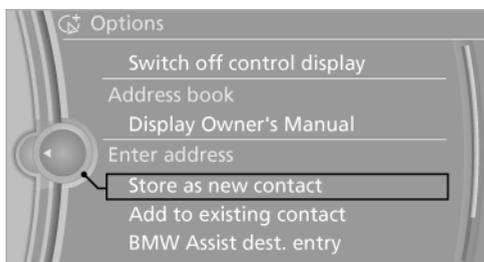 Options
Switch off control display
Address book
Display Owner's Manual
Enter address
Store as new contact
Add to existing contact
BMW Assist dest. entry